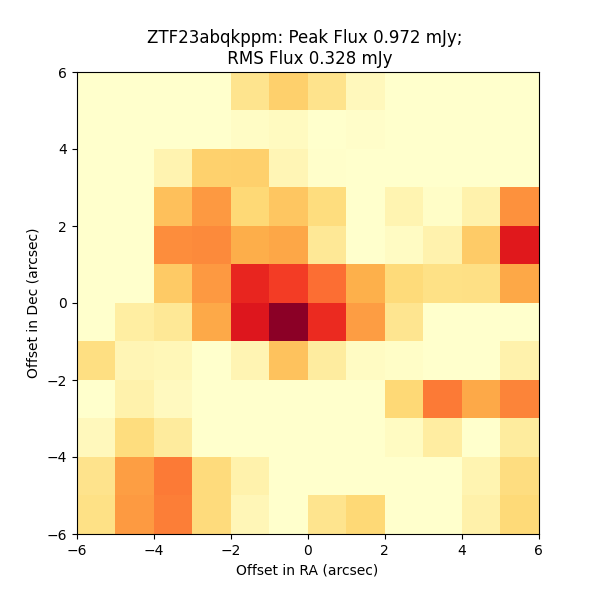 ZTF23abqkppm: Peak Flux 0.972 mJy;
RMS Flux 0.328 mJy
6
4
2
0
−2
−4
−6
Offset in Dec (arcsec)
−6 −4 −2 0 2 4 6
Offset in RA (arcsec)